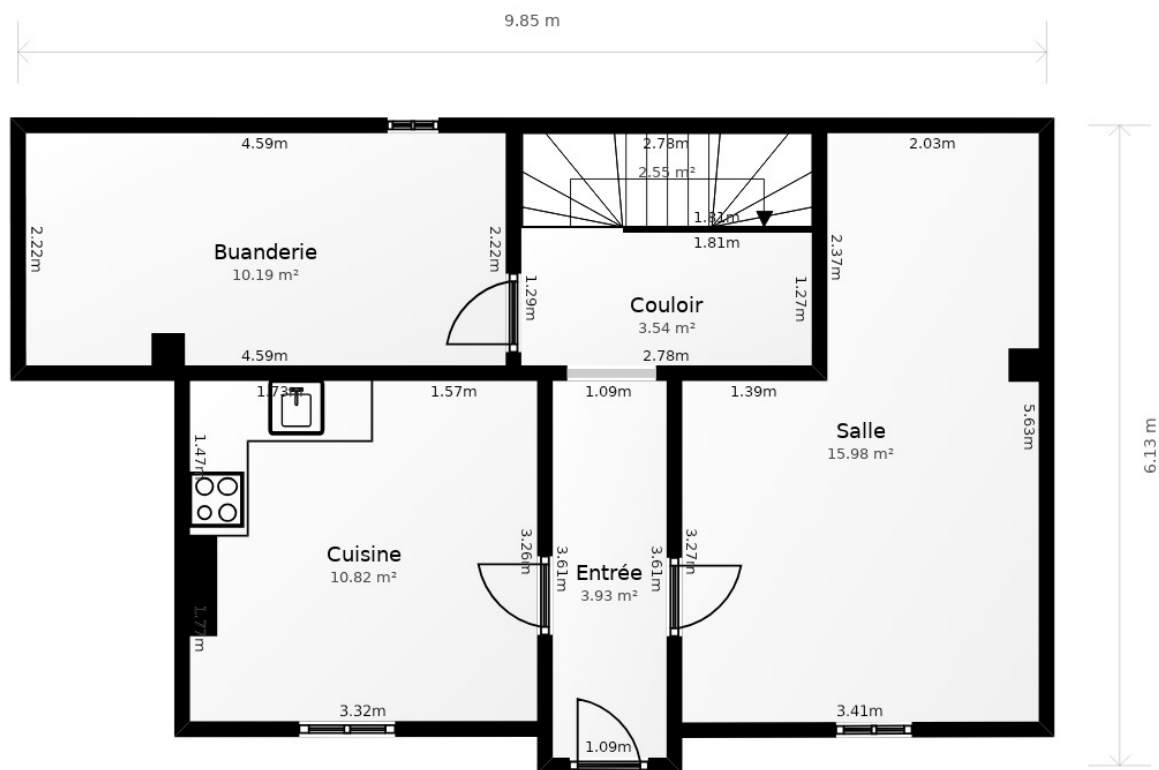 9.85 m
4.59m
2.78m
2.03m
2.55 m²
1.81m
1.81m
2.22m
2.22m
2.37m
Buanderie
10.19 m²
1.29m
1.27m
Couloir
3.54 m²
4.59m
2.78m
1.73m
1.57m
1.09m
1.39m
5.63m
6.13 m
Salle
15.98 m²
1.47m
3.26m
3.61m
3.61m
3.27m
Cuisine
10.82 m²
Entrée
3.93 m²
1.77m
3.32m
3.41m
1.09m